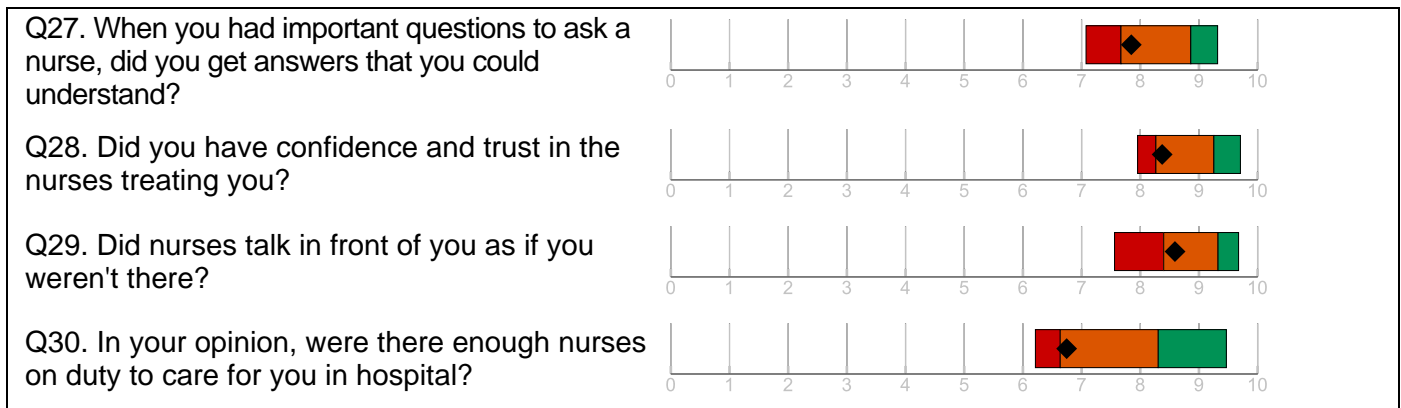 Q27. When you had important questions to ask a
nurse, did you get answers that you could
understand?
0 1 2 3 4 5 6 7 8 9 10
Q28. Did you have confidence and trust in the
nurses treating you?
0 1 2 3 4 5 6 7 8 9 10
Q29. Did nurses talk in front of you as if you
weren't there?
0 1 2 3 4 5 6 7 8 9 10
Q30. In your opinion, were there enough nurses
on duty to care for you in hospital?
0 1 2 3 4 5 6 7 8 9 10